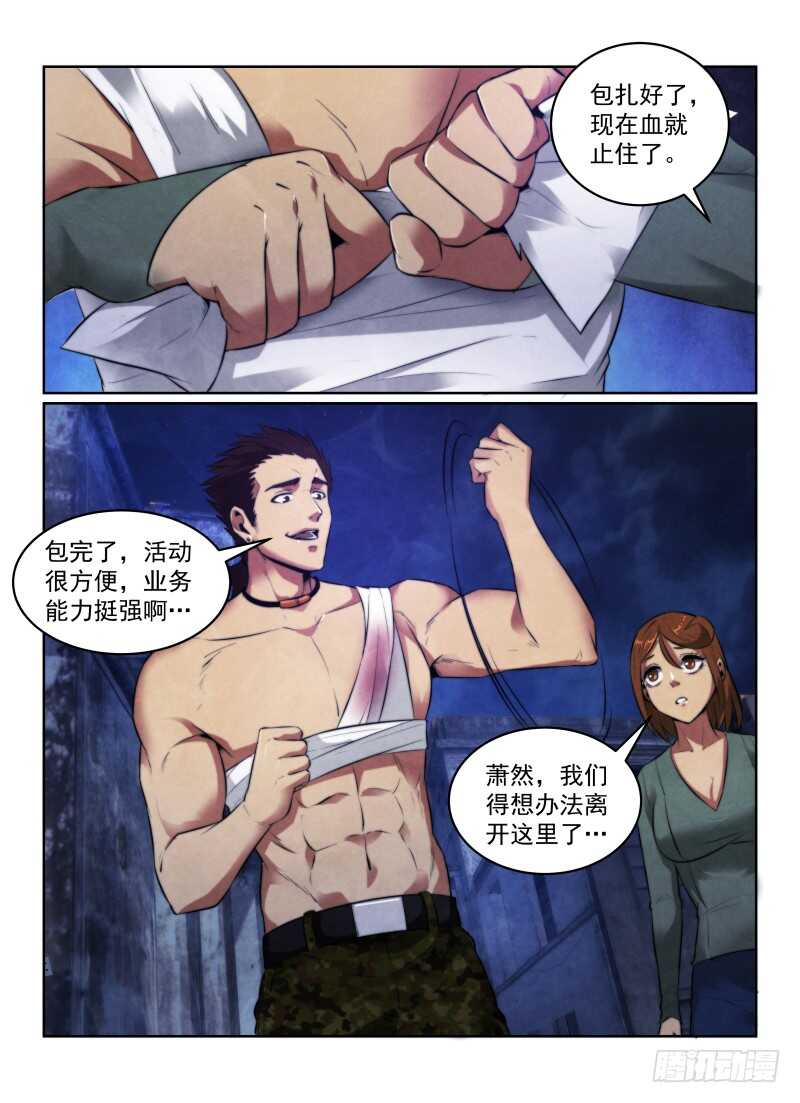 包扎好了，
现在血就
止住了。
包完了，活动
很方便，业务
能力挺强啊…
萧然，我们
得想办法离
开这里了…
腾讯动漫